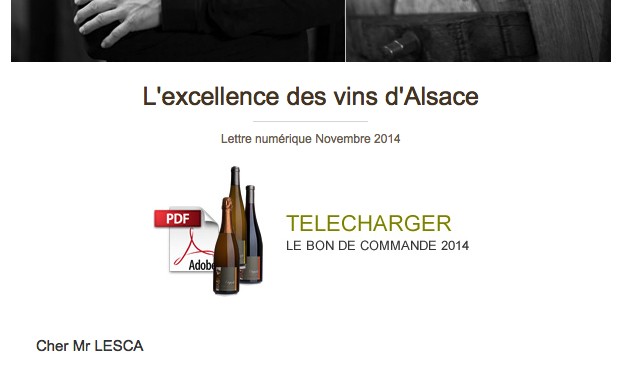 L'excellence des vins d'Alsace
Lettre numérique Novembre 2014
PDF
Adobe
TELECHARGER
LE BON DE COMMANDE 2014
Cher Mr LESCA